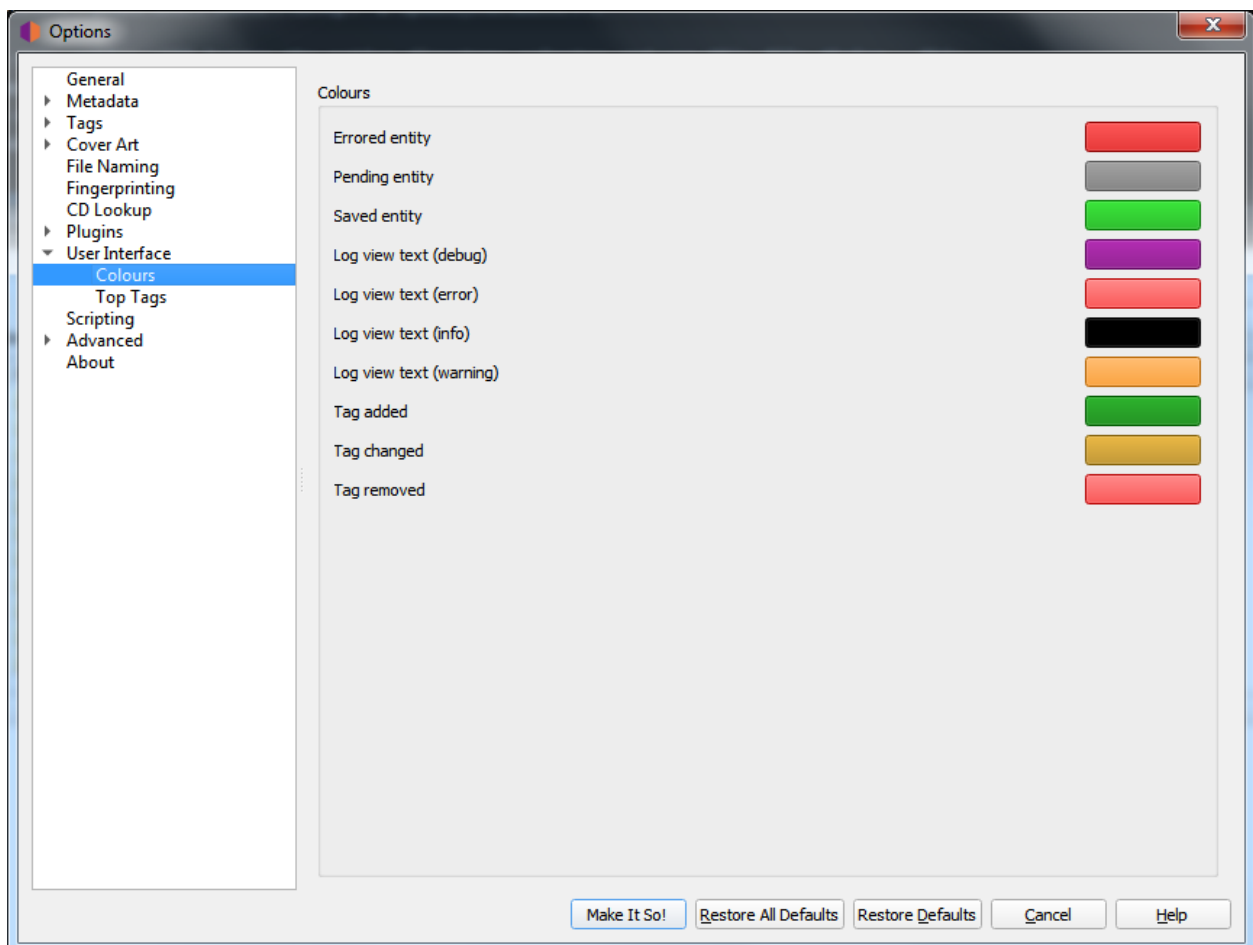 Options
General
Metadata
Tags
Cover Art
File Naming
Fingerprinting
CD Lookup
Plugins
User Interface
Colours
Top Tags
Scripting
Advanced
About
Colours
Errored entity
Pending entity
Saved entity
Log view text (debug)
Log view text (error)
Log view text (info)
Log view text (warning)
Tag added
Tag changed
Tag removed
Make It So! Restore All Defaults Restore Defaults Cancel Help